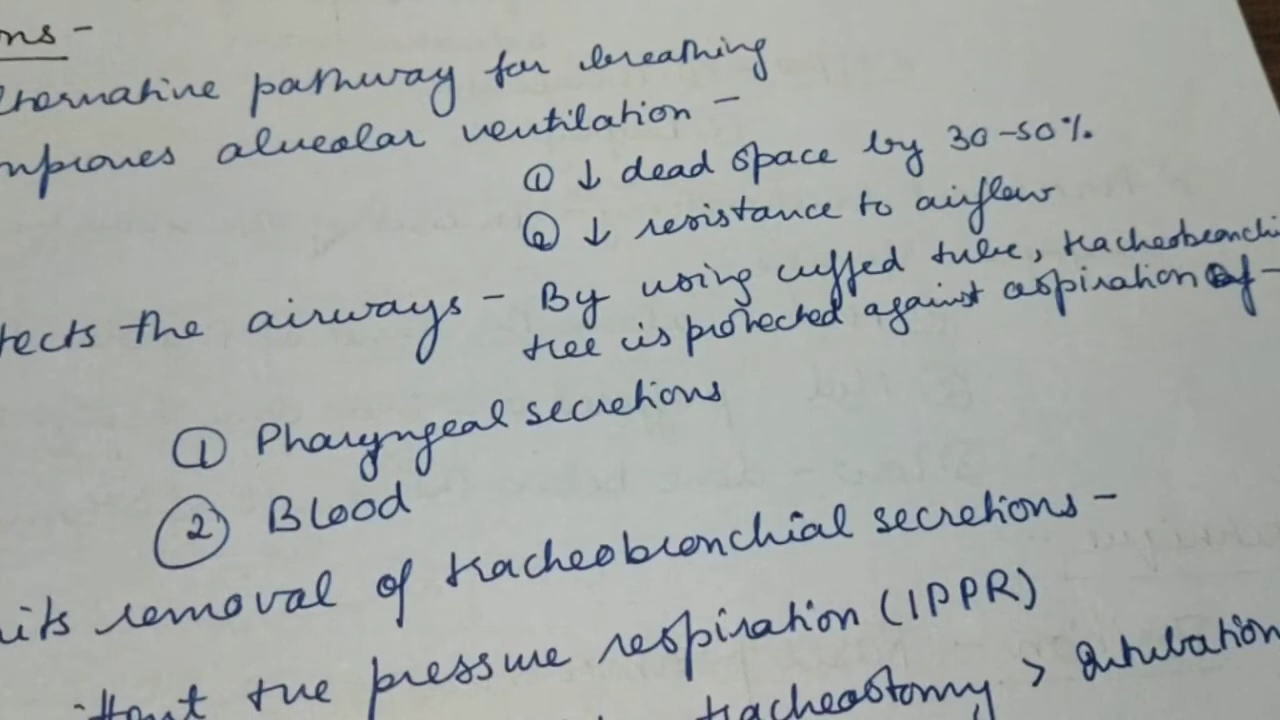 ns -
lternative pathway for breathing
mproves alveolar ventilation -
① ↓ dead space by 30-50%.
② ↓ resistance to airflow
tects the airways - By using cuffed tube, tracheobronchi
tree is protected against aspiration of -
① Pharyngeal secretions
② Blood
its removal of tracheobronchial secretions -
pressure respiration (IPPR)
tracheostomy > Intubation